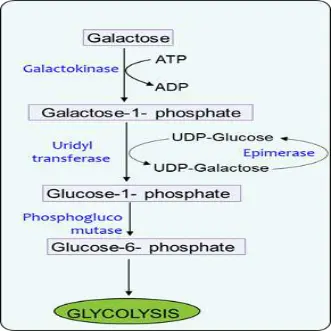 Galactose
ATP
Galactokinase
ADP
Galactose-1- phosphate
UDP-Glucose
Uridyl
transferase
Epimerase
UDP-Galactose
Glucose-1- phosphate
Phosphogluco
mutase
Glucose-6- phosphate
GLYCOLYSIS